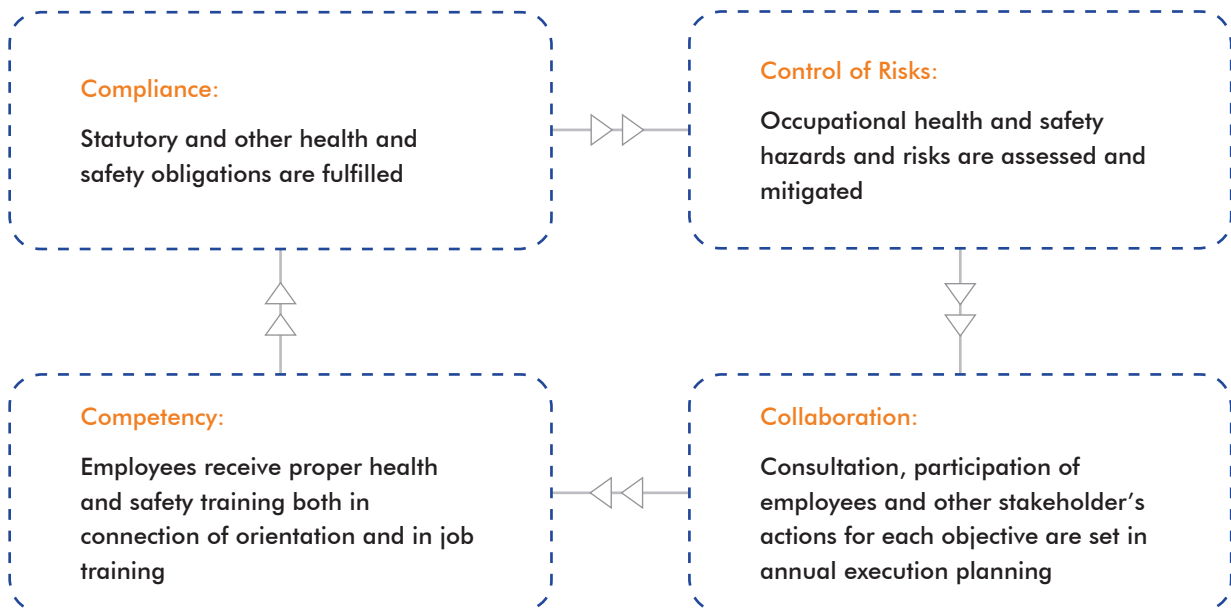 Compliance:
Statutory and other health and
safety obligations are fulfilled
Control of Risks:
Occupational health and safety
hazards and risks are assessed and
mitigated
Competency:
Employees receive proper health
and safety training both in
connection of orientation and in job
training
Collaboration:
Consultation, participation of
employees and other stakeholder’s
actions for each objective are set in
annual execution planning